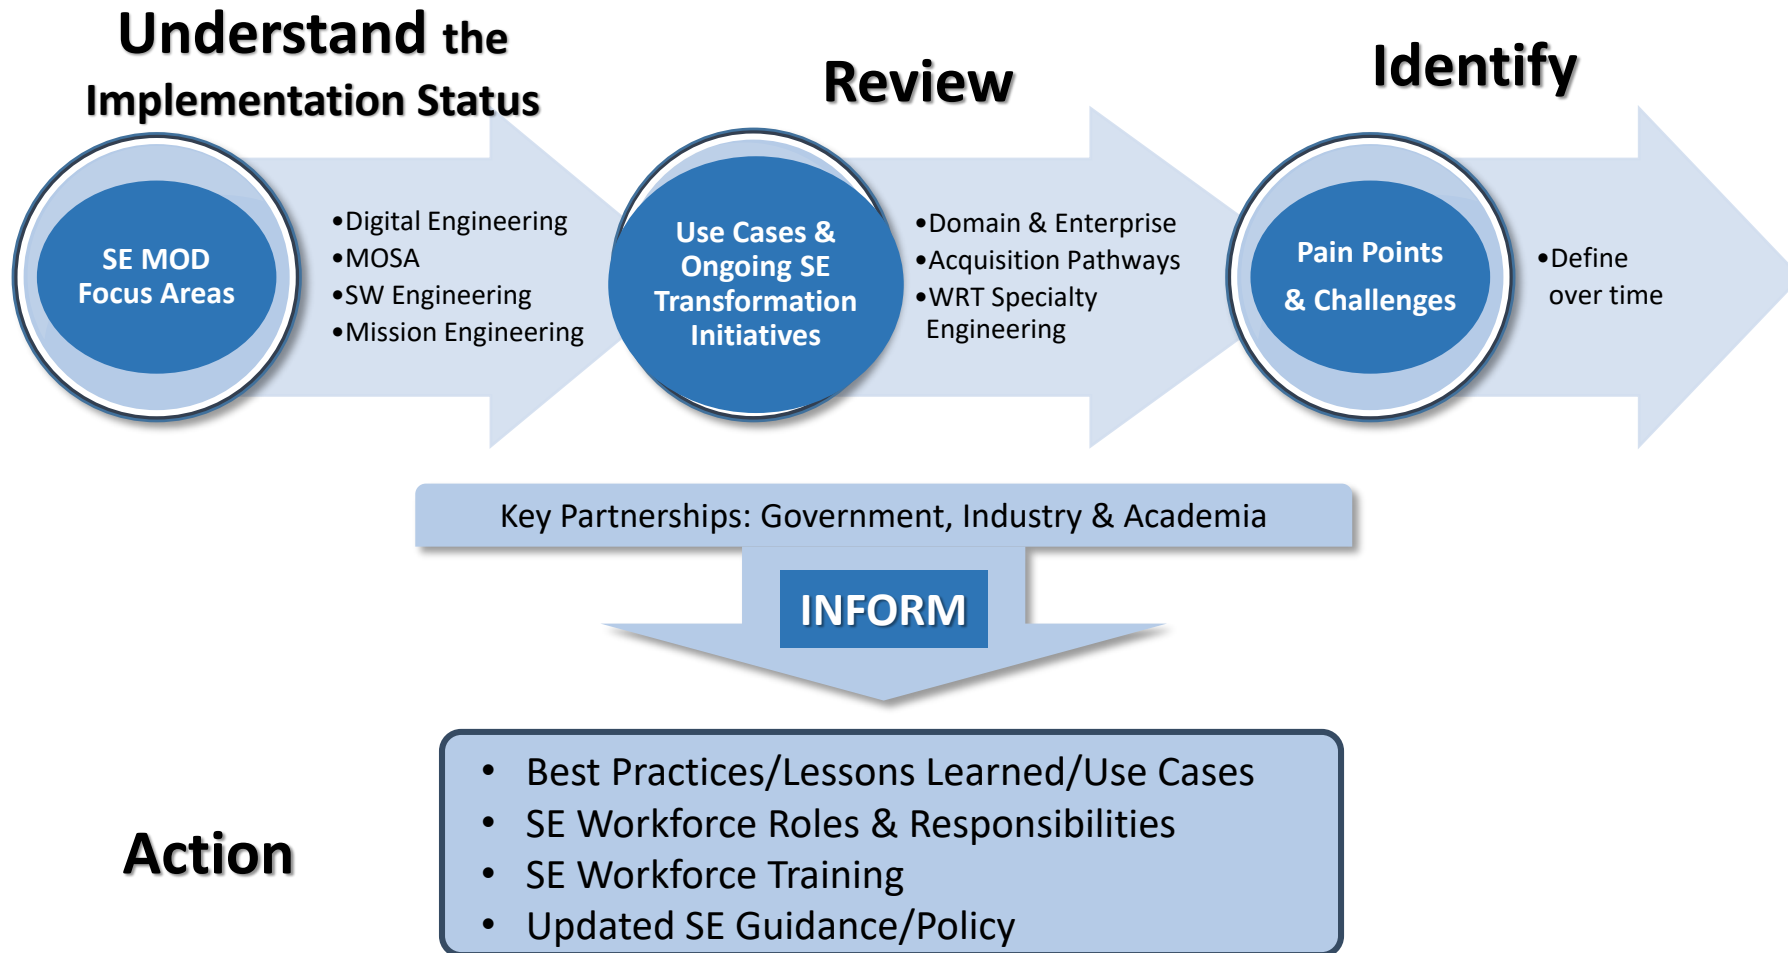 Understand the
Implementation Status
Review
Identify
SE MOD
Focus Areas
•Digital Engineering
•MOSA
•SW Engineering
•Mission Engineering
Use Cases &
Ongoing SE
Transformation
Initiatives
•Domain & Enterprise
•Acquisition Pathways
•WRT Specialty
Engineering
Pain Points
& Challenges
•Define
over time
Key Partnerships: Government, Industry & Academia
INFORM
Action
• Best Practices/Lessons Learned/Use Cases
• SE Workforce Roles & Responsibilities
• SE Workforce Training
• Updated SE Guidance/Policy